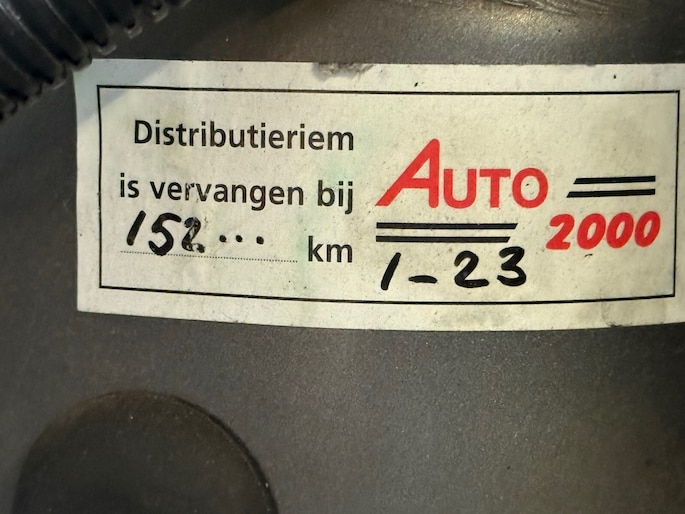 Distributieriem
is vervangen bij
152... km
AUTO
2000
1-23